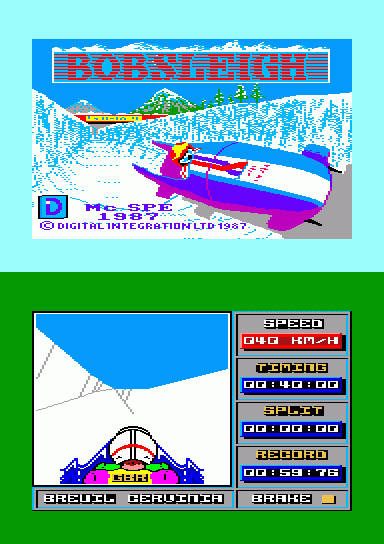 BOBSLEIGH
D
Mc SPE
1987
© DIGITAL INTEGRATION LTD 1987
SPEED
040 KM/H
TIMING
00:40:00
SPLIT
00:00:00
RECORD
00:59:76
BREUIL CERVINIA
BRAKE